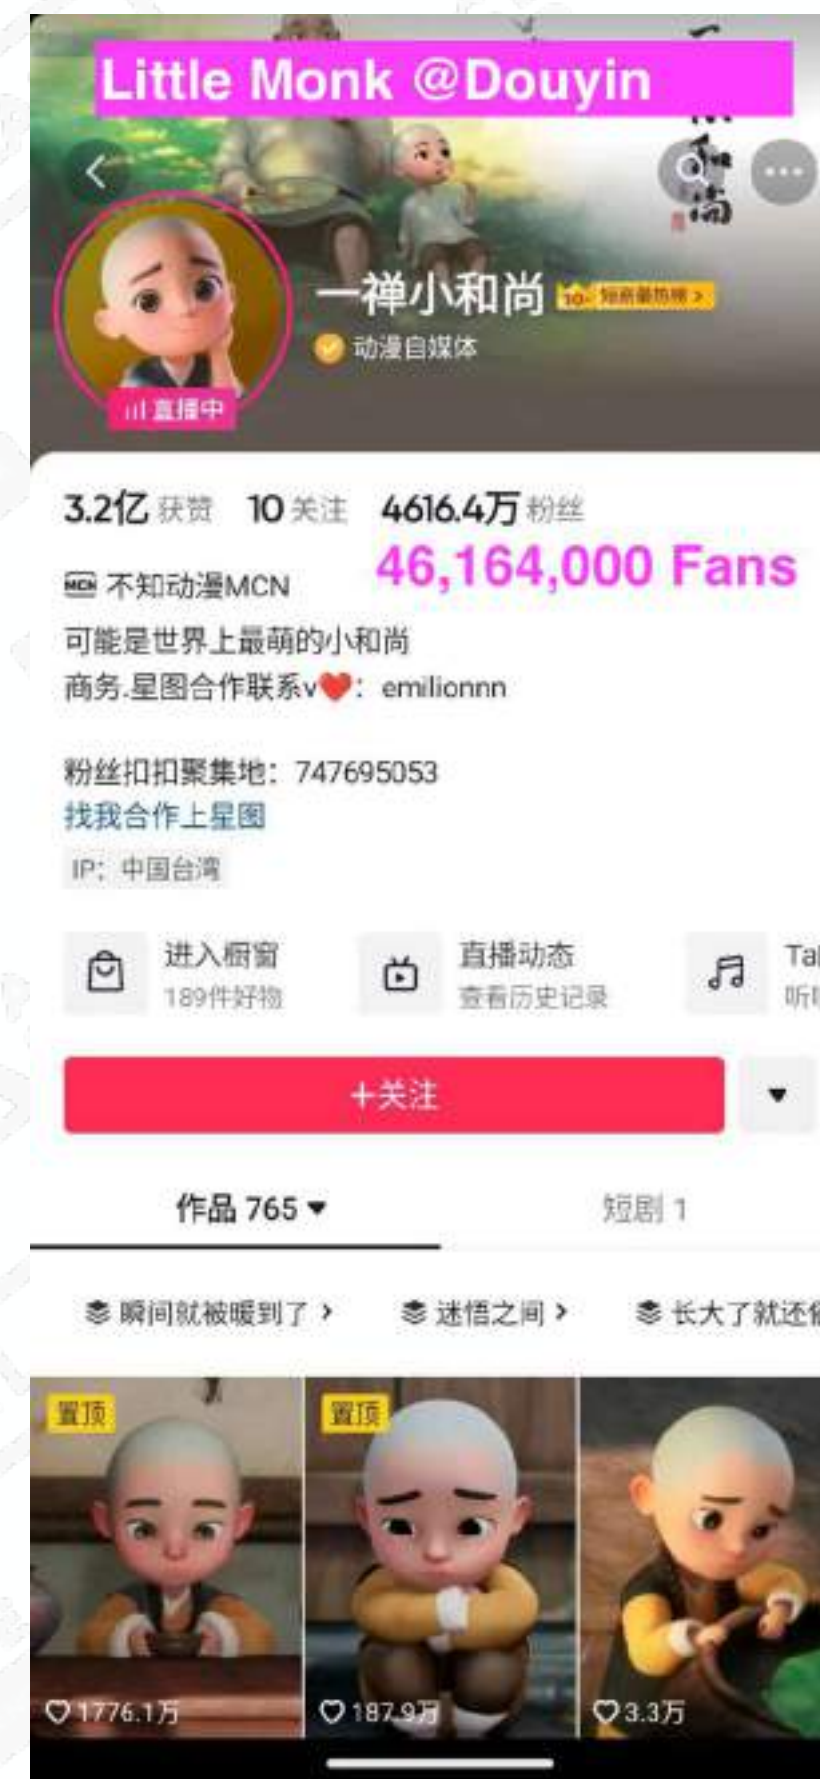 Little Monk @Douyin
一禅小和尚
动漫自媒体
直播中
3.2亿 获赞 10 关注 4616.4万 粉丝
46,164,000 Fans
MCN 不知动漫MCN
可能是世界上最萌的小和尚
商务.星图合作联系v❤️：emilionnn
粉丝扣扣聚集地：747695053
找我合作上星图
IP：中国台湾
进入橱窗
189件好物
直播动态
查看历史记录
+关注
作品 765 短剧 1
瞬间就被暖到了 › 迷悟之间 › 长大了就还
置顶 置顶
1776.1万 187.9万 3.3万